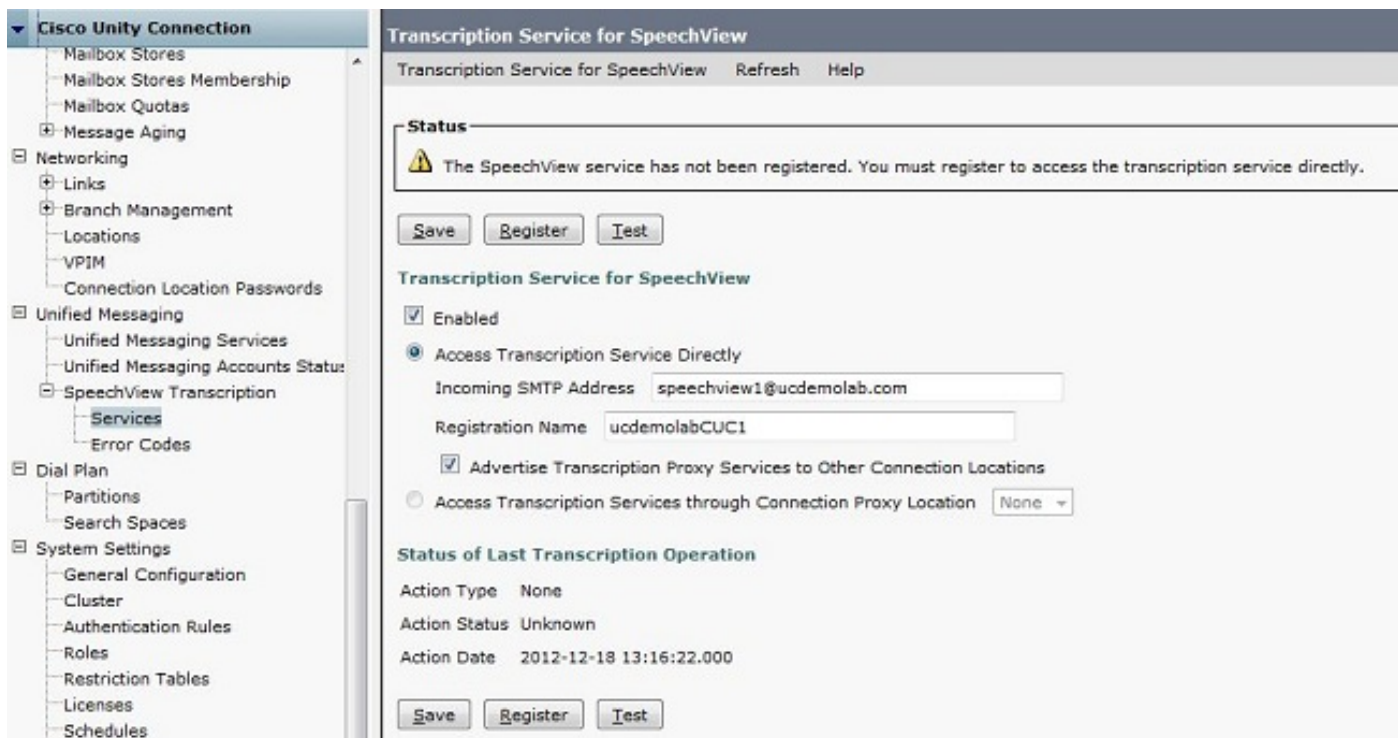 Cisco Unity Connection
Mailbox Stores
Mailbox Stores Membership
Mailbox Quotas
Message Aging
Networking
Links
Branch Management
Locations
VPIM
Connection Location Passwords
Unified Messaging
Unified Messaging Services
Unified Messaging Accounts Status
SpeechView Transcription
Services
Error Codes
Dial Plan
Partitions
Search Spaces
System Settings
General Configuration
Cluster
Authentication Rules
Roles
Restriction Tables
Licenses
Schedules
Transcription Service for SpeechView
Transcription Service for SpeechView Refresh Help
Status
The SpeechView service has not been registered. You must register to access the transcription service directly.
Save Register Test
Transcription Service for SpeechView
Enabled
Access Transcription Service Directly
Incoming SMTP Address speechview1@ucdemolab.com
Registration Name ucdemolabCUC1
Advertise Transcription Proxy Services to Other Connection Locations
Access Transcription Services through Connection Proxy Location None
Status of Last Transcription Operation
Action Type None
Action Status Unknown
Action Date 2012-12-18 13:16:22.000
Save Register Test